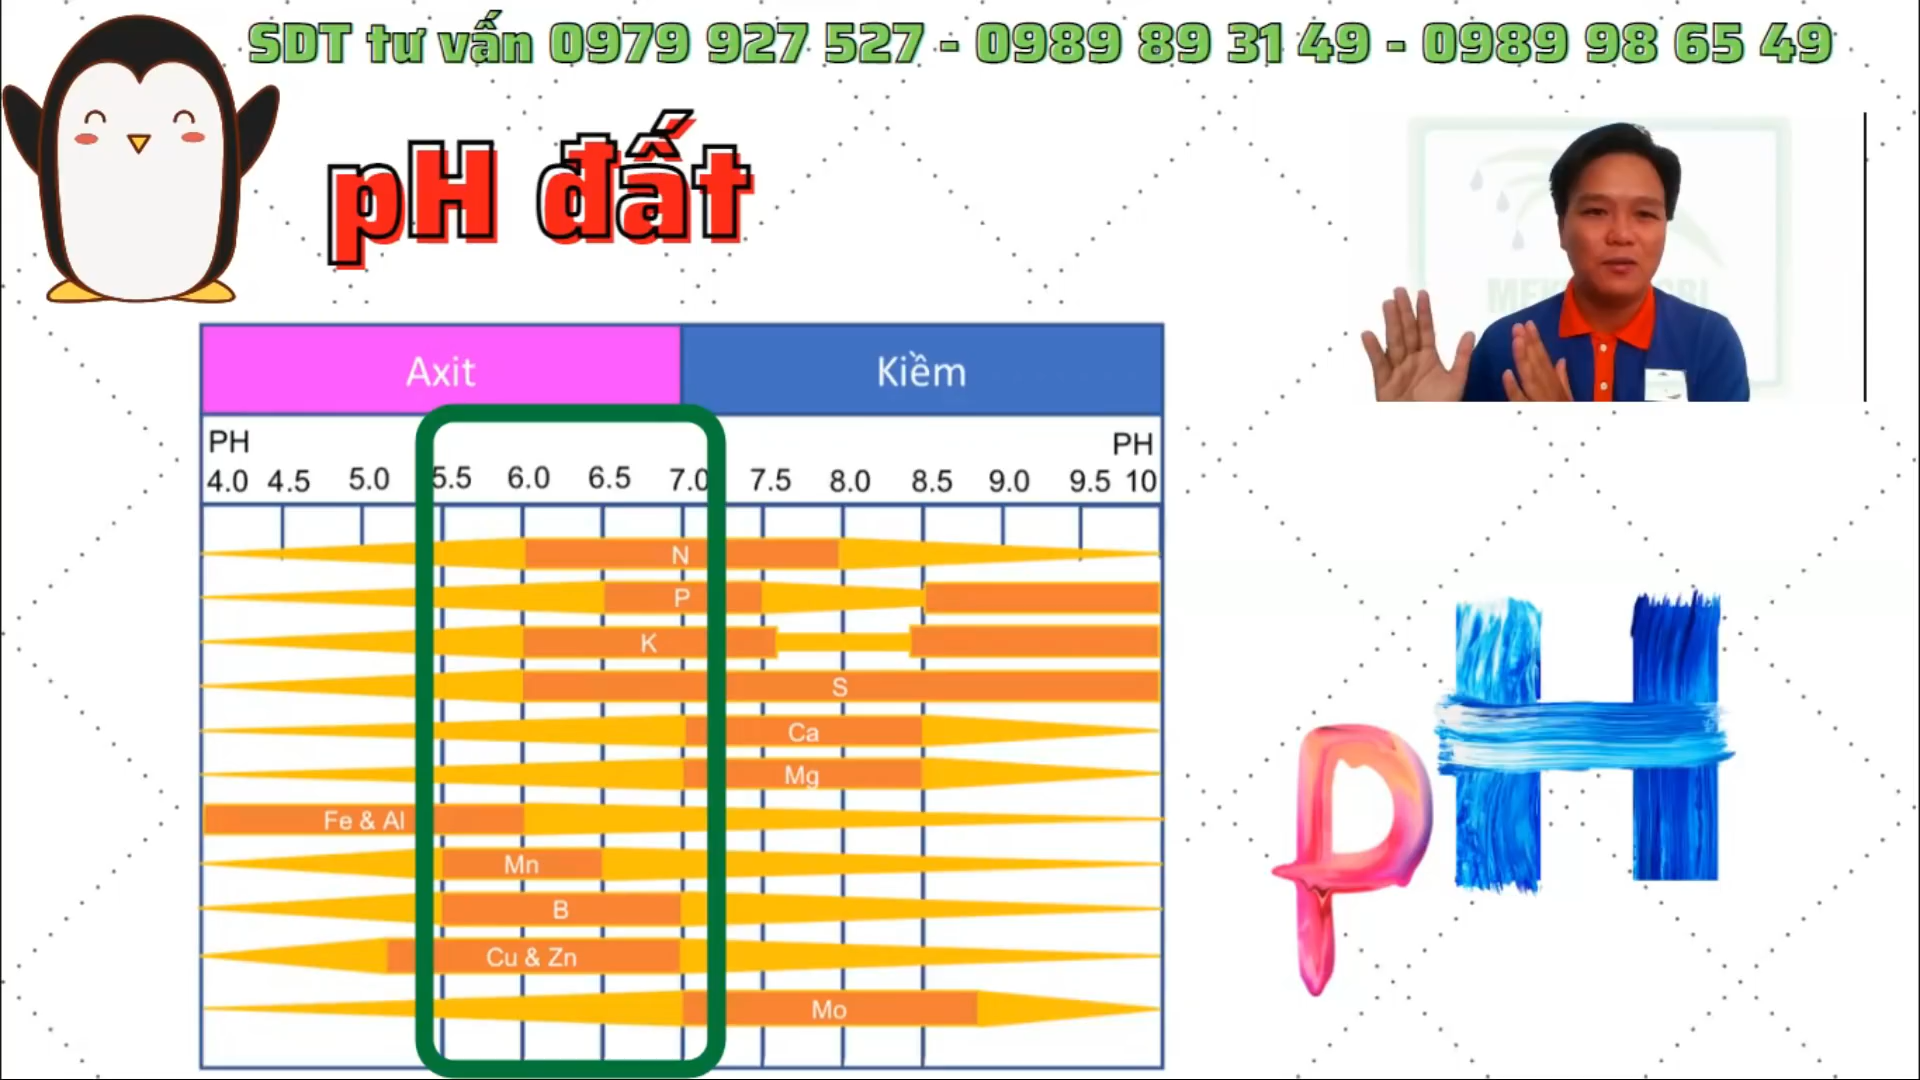 SDT tư vấn 0979 927 527 - 0989 89 31 49 - 0989 98 65 49
pH đất
Axit Kiềm
PH PH
4.0 4.5 5.0 5.5 6.0 6.5 7.0 7.5 8.0 8.5 9.0 9.5 10
N
P
K
S
Ca
Mg
Fe & Al
Mn
B
Cu & Zn
Mo
pH